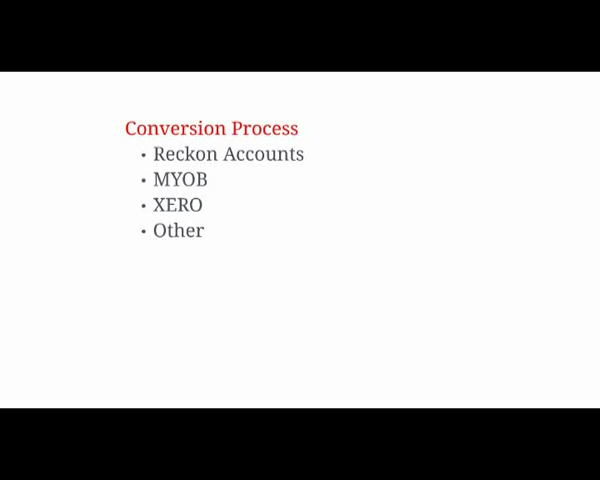 Conversion Process
• Reckon Accounts
• MYOB
• XERO
• Other